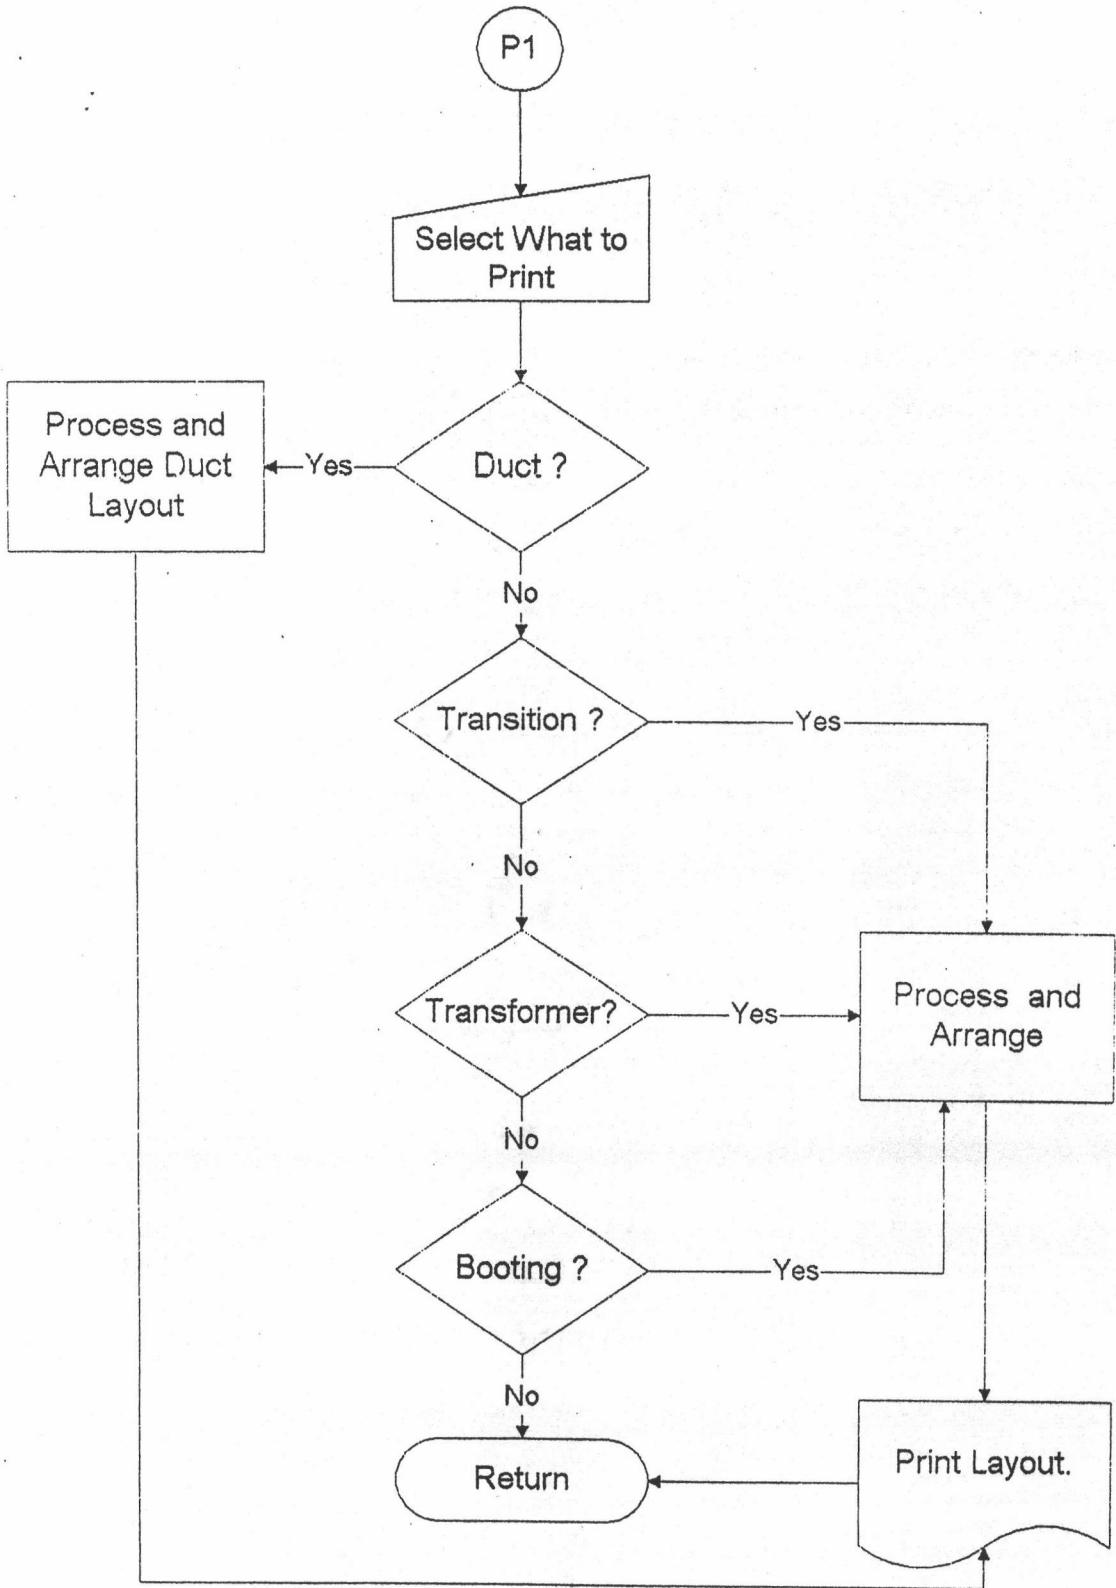 P1
Select What to
Print
Process and
Arrange Duct
Layout
Yes
Duct ?
No
Transition ?
Yes
No
Transformer?
Yes
Process and
Arrange
No
Booting ?
Yes
No
Return
Print Layout.